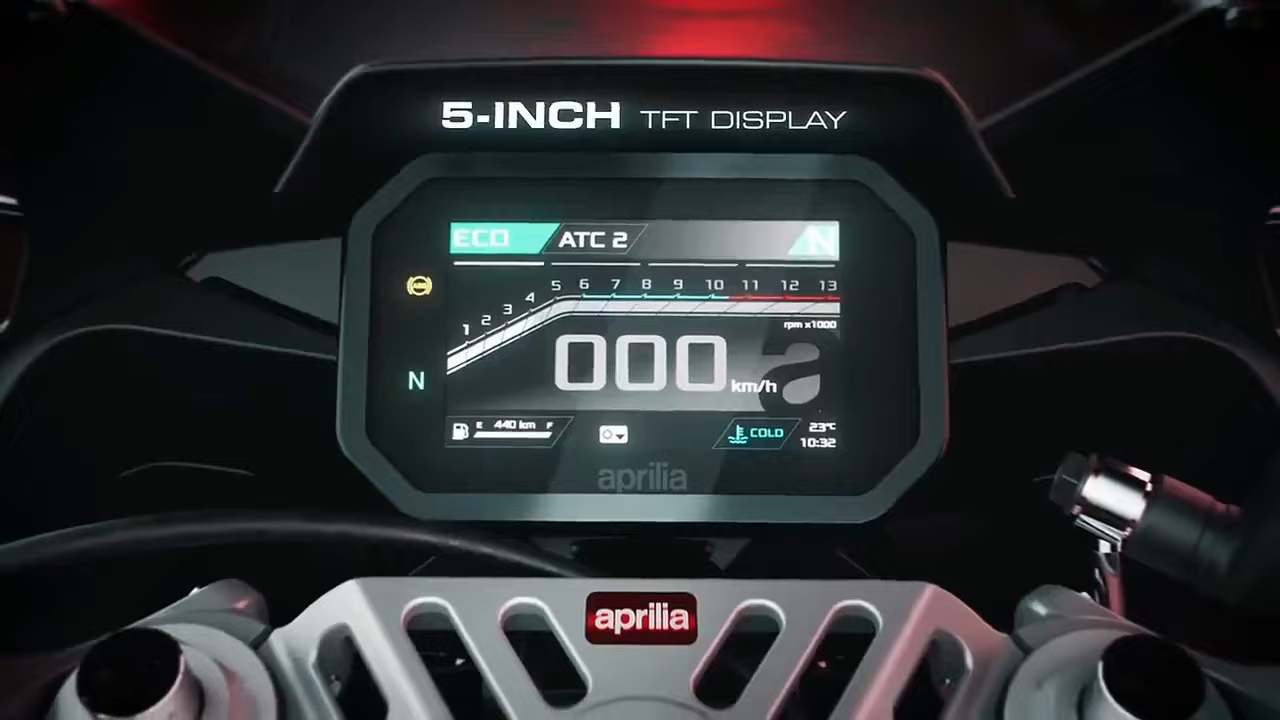 5-INCH TFT DISPLAY
ECO ATC 2 N
ABS
1 2 3 4 5 6 7 8 9 10 11 12 13
rpm x1000
N
000 km/h
a
E 440 km F
COLD
23°C
10:32
aprilia
aprilia